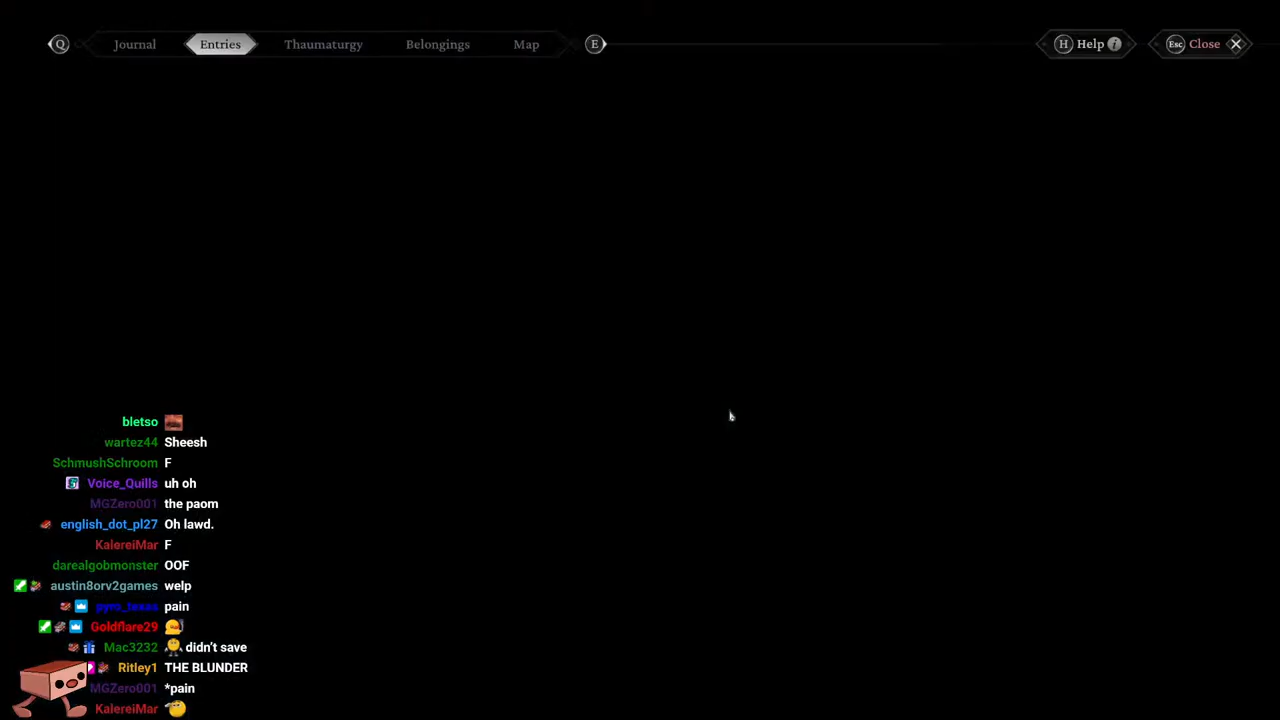 Q Journal Entries Thaumaturgy Belongings Map E H Help i Esc Close
bletso
wartez44 Sheesh
SchmushSchroom F
Voice_Quills uh oh
MGZero001 the paom
english_dot_pl27 Oh lawd.
KalereiMar F
darealgobmonster OOF
austin8orv2games welp
pyro_texas pain
Goldflare29
Mac3232 didn't save
Ritley1 THE BLUNDER
MGZero001 *pain
KalereiMar